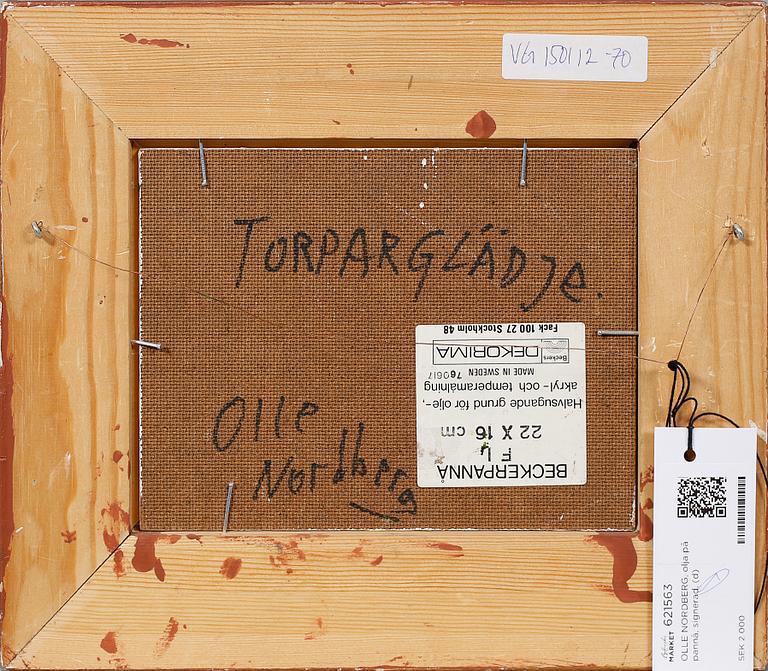 VG 150112 -70
TORPARGLÄDJE.
Olle
Nordberg
BECKERPANNÅ
F 4
22 X 16 cm
Halvsugande grund för olje-,
akryl- och temperamålning
MADE IN SWEDEN 760617
Beckers DEKORIMA
Fack 100 27 Stockholm 48
MARKET 621563
OLLE NORDBERG, olja på
pannå, signerad. (d)
SEK 2 000